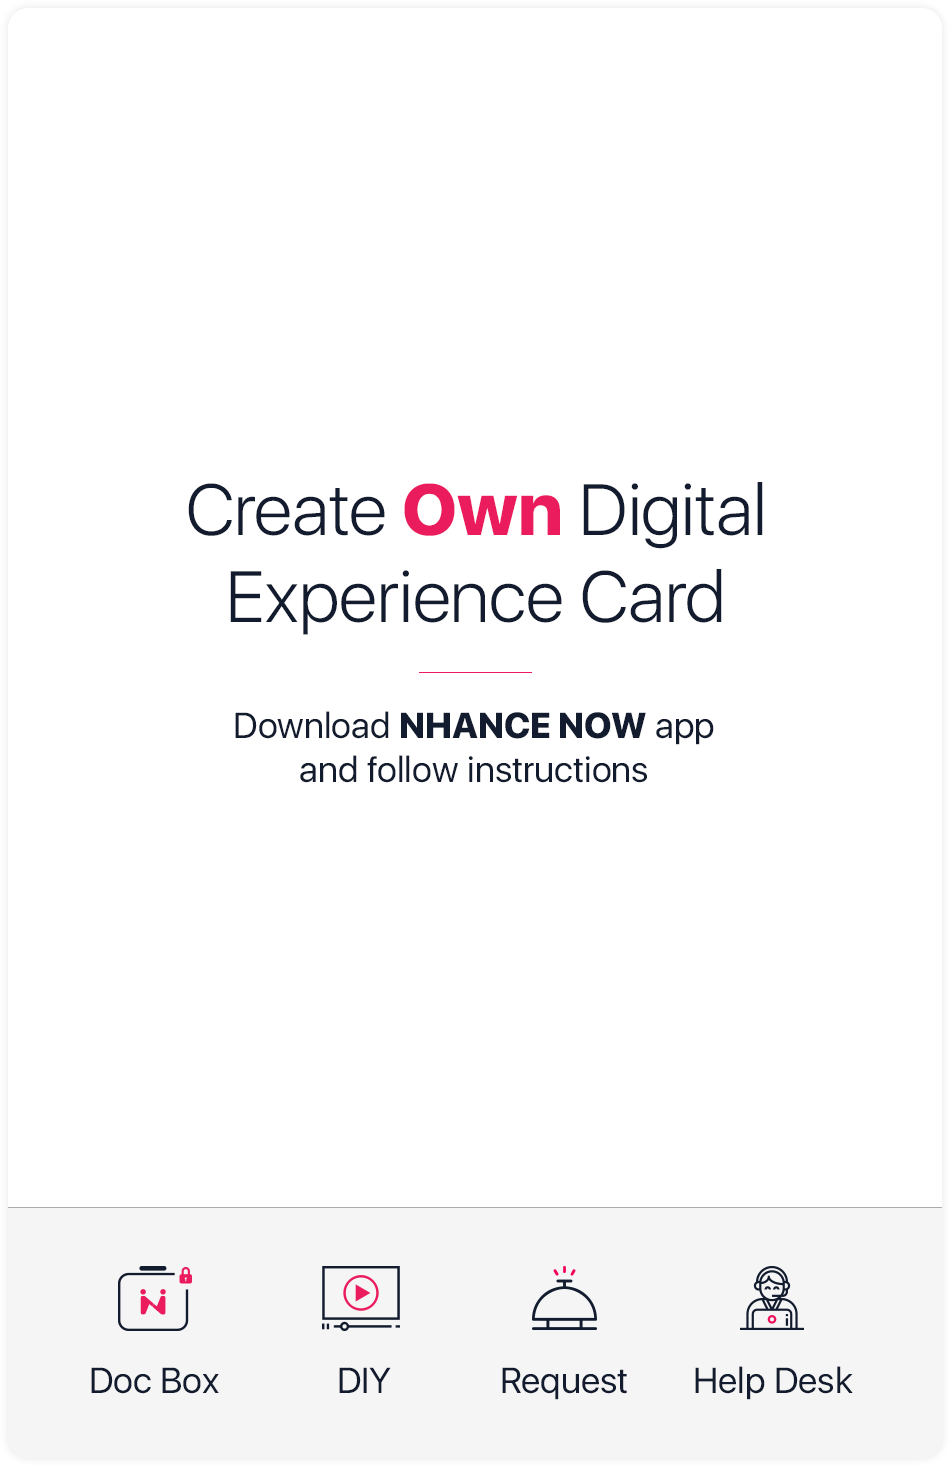 Create Own Digital
Experience Card
Download NHANCE NOW app
and follow instructions
Doc Box
DIY
Request
Help Desk